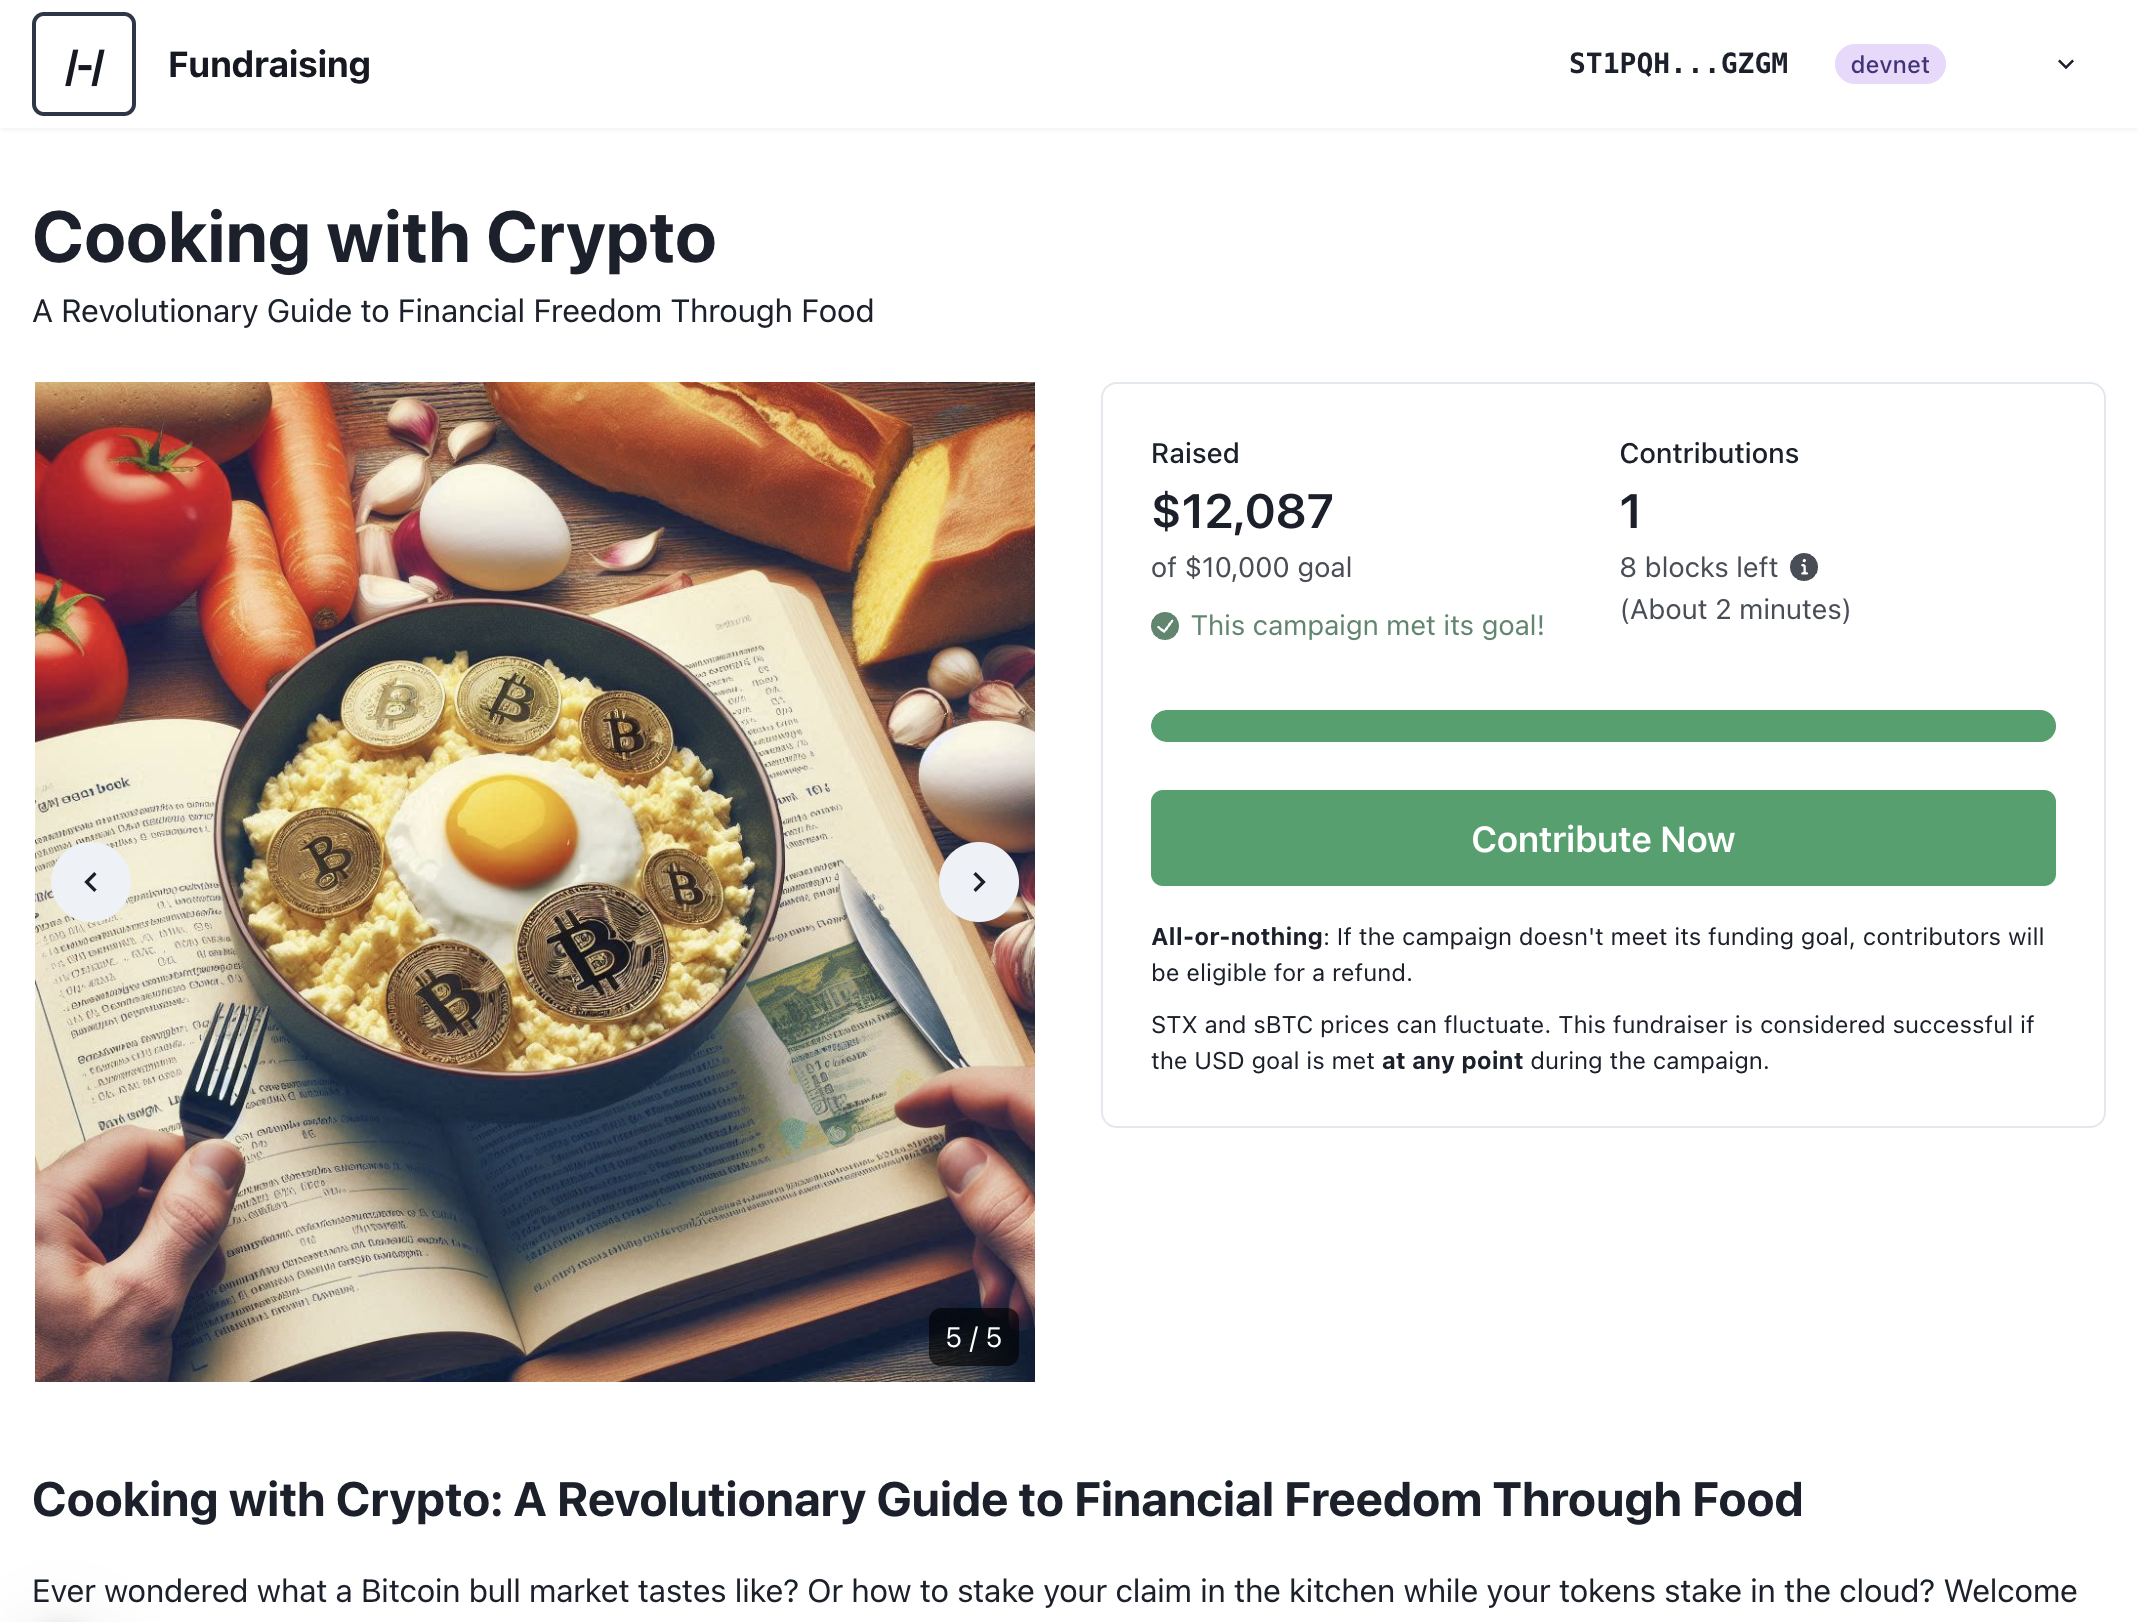 /-/
Fundraising
ST1PQH...GZGM
devnet
Cooking with Crypto
A Revolutionary Guide to Financial Freedom Through Food
5 / 5
Raised
$12,087
of $10,000 goal
This campaign met its goal!
Contributions
1
8 blocks left
(About 2 minutes)
Contribute Now
All-or-nothing: If the campaign doesn't meet its funding goal, contributors will
be eligible for a refund.
STX and sBTC prices can fluctuate. This fundraiser is considered successful if
the USD goal is met at any point during the campaign.
Cooking with Crypto: A Revolutionary Guide to Financial Freedom Through Food
Ever wondered what a Bitcoin bull market tastes like? Or how to stake your claim in the kitchen while your tokens stake in the cloud? Welcome